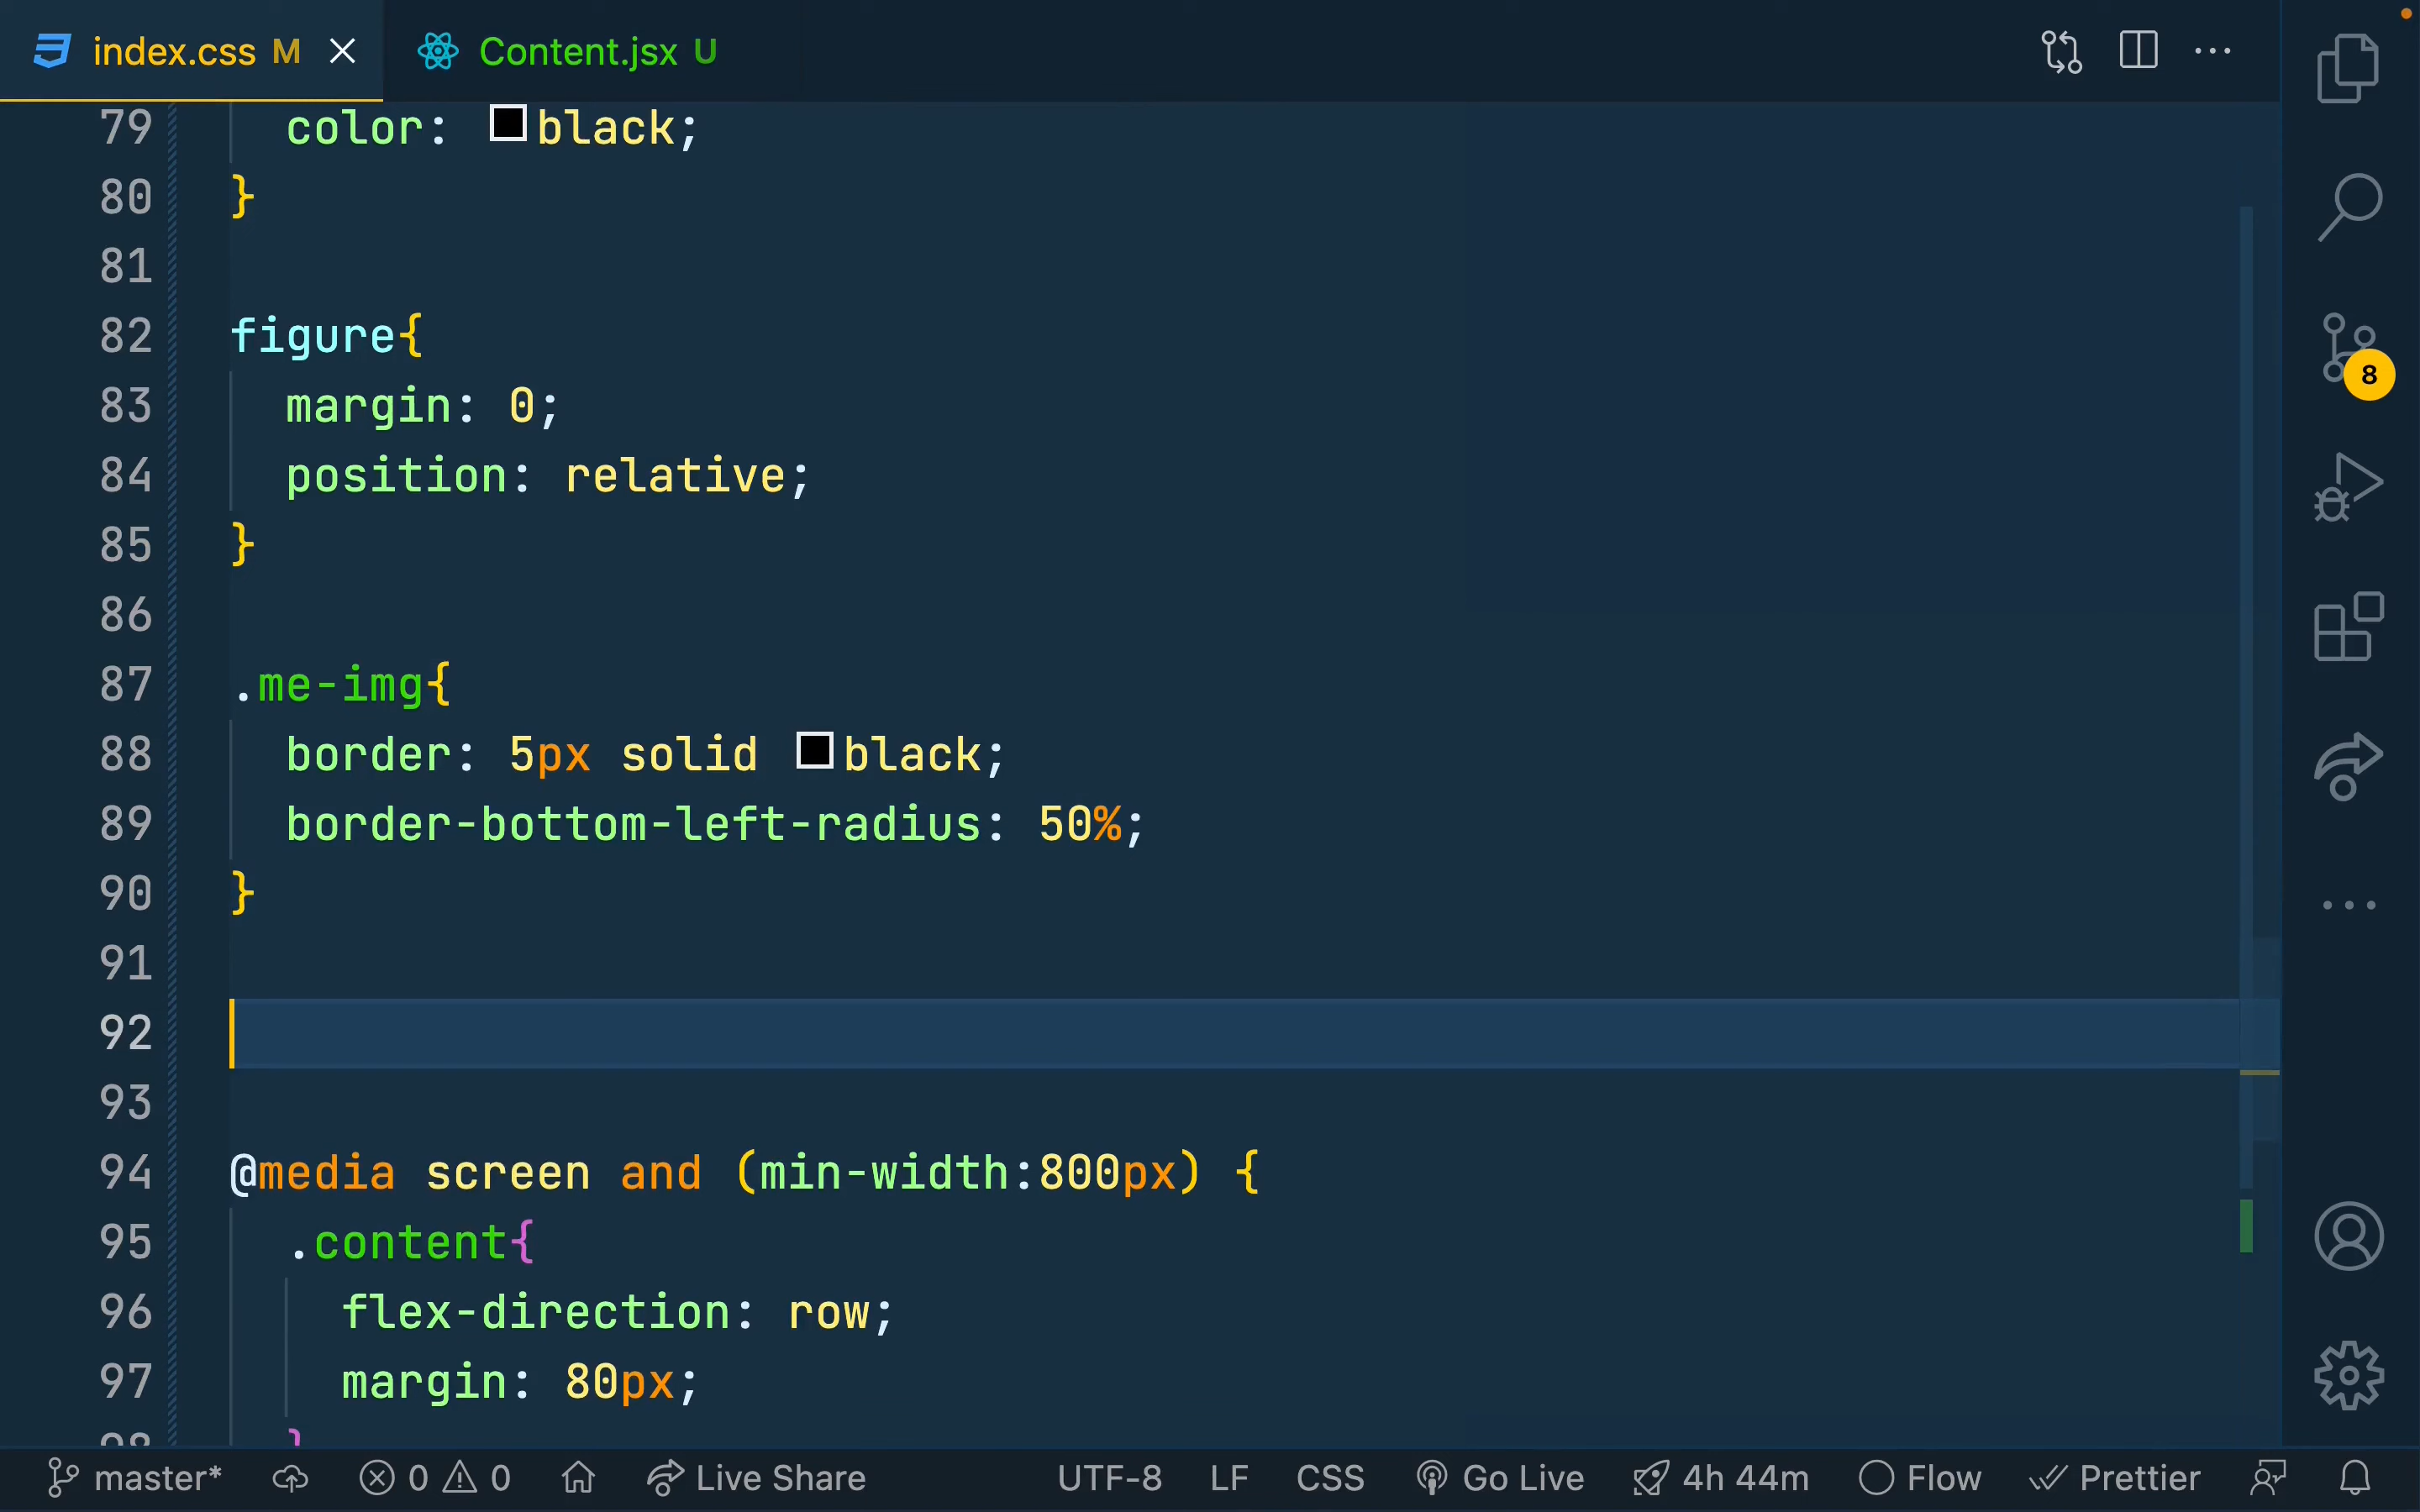 index.css M
Content.jsx U
79 color: black;
80 }
81
82 figure{
83 margin: 0;
84 position: relative;
85 }
86
87 .me-img{
88 border: 5px solid black;
89 border-bottom-left-radius: 50%;
90 }
91
92
93
94 @media screen and (min-width:800px) {
95 .content{
96 flex-direction: row;
97 margin: 80px;
98 }
8
master* 0 0 Live Share UTF-8 LF CSS Go Live 4h 44m Flow Prettier